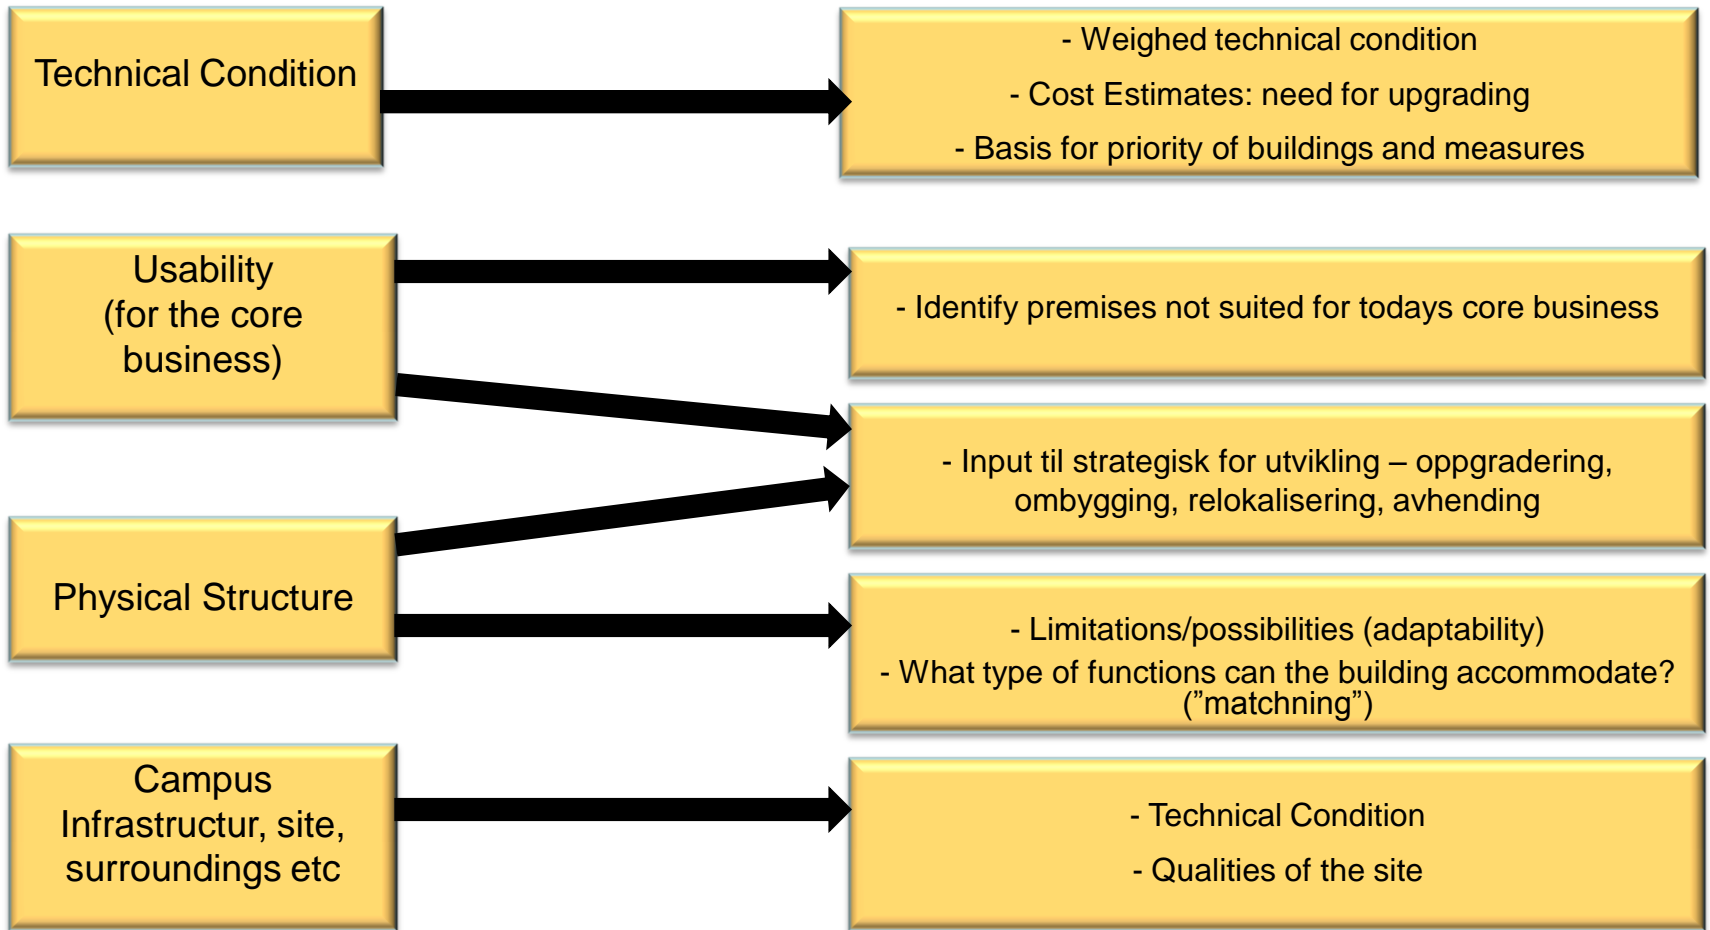 Technical Condition
- Weighed technical condition
- Cost Estimates: need for upgrading
- Basis for priority of buildings and measures
Usability
(for the core
business)
- Identify premises not suited for todays core business
- Input til strategisk for utvikling – oppgradering,
ombygging, relokalisering, avhending
Physical Structure
- Limitations/possibilities (adaptability)
- What type of functions can the building accommodate?
(”matchning”)
Campus
Infrastructur, site,
surroundings etc
- Technical Condition
- Qualities of the site